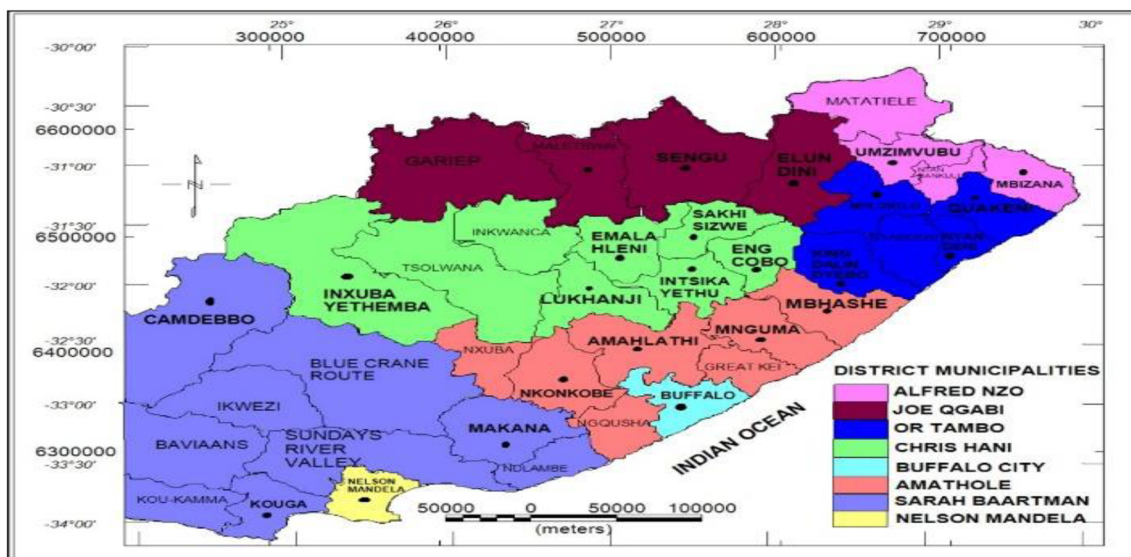 25° 26° 27° 28° 29° 30°
300000 400000 500000 600000 700000
-30°00'
-30°30'
6600000
-31°00'
-31°30'
6500000
-32°00'
-32°30'
6400000
-33°00'
6300000
-33°30'
-34°00'
N
MATATIELE
GARIEP
SENGU
ELUN
DINI
UMZIMVUBU
MBIZANA
QUAKENI
SAKHI
SIZWE
INKWANCA
EMALA
HLENI
ENG
COBO
TSOLWANA
INTSIKA
YETHU
INXUBA
YETHEMBA
LUKHANJI
KING
DALIN
DYEBO
NYAN
DENI
MBHASHE
CAMDEBBO
MNGUMA
AMAHLATHI
NXUBA
GREAT KEI
BLUE CRANE
ROUTE
NKONKOBE
BUFFALO
IKWEZI
NGQUSHA
MAKANA
BAVIAANS
SUNDAYS
RIVER
VALLEY
NDLAMBE
NELSON
MANDELA
KOU-KAMMA
KOUGA
INDIAN OCEAN
50000 0 50000 100000
(meters)
DISTRICT MUNICIPALITIES
ALFRED NZO
JOE QGABI
OR TAMBO
CHRIS HANI
BUFFALO CITY
AMATHOLE
SARAH BAARTMAN
NELSON MANDELA